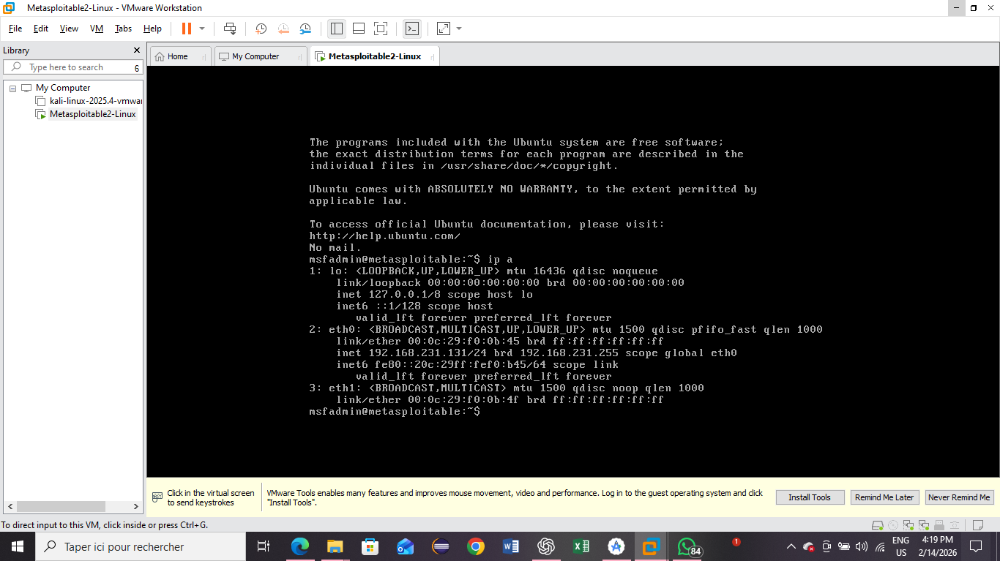 Metasploitable2-Linux - VMware Workstation
File Edit View VM Tabs Help
Library
Type here to search
6
My Computer
kali-linux-2025.4-vmwar
Metasploitable2-Linux
Home
My Computer
Metasploitable2-Linux
The programs included with the Ubuntu system are free software;
the exact distribution terms for each program are described in the
individual files in /usr/share/doc/*/copyright.
Ubuntu comes with ABSOLUTELY NO WARRANTY, to the extent permitted by
applicable law.
To access official Ubuntu documentation, please visit:
http://help.ubuntu.com/
No mail.
msfadmin@metasploitable:~$ ip a
1: lo: <LOOPBACK,UP,LOWER_UP> mtu 16436 qdisc noqueue
    link/loopback 00:00:00:00:00:00 brd 00:00:00:00:00:00
    inet 127.0.0.1/8 scope host lo
    inet6 ::1/128 scope host
       valid_lft forever preferred_lft forever
2: eth0: <BROADCAST,MULTICAST,UP,LOWER_UP> mtu 1500 qdisc pfifo_fast qlen 1000
    link/ether 00:0c:29:f0:0b:45 brd ff:ff:ff:ff:ff:ff
    inet 192.168.231.131/24 brd 192.168.231.255 scope global eth0
    inet6 fe80::20c:29ff:fef0:b45/64 scope link
       valid_lft forever preferred_lft forever
3: eth1: <BROADCAST,MULTICAST> mtu 1500 qdisc noop qlen 1000
    link/ether 00:0c:29:f0:0b:4f brd ff:ff:ff:ff:ff:ff
msfadmin@metasploitable:~$
Click in the virtual screen
to send keystrokes
VMware Tools enables many features and improves mouse movement, video and performance. Log in to the guest operating system and click
"Install Tools".
Install Tools
Remind Me Later
Never Remind Me
To direct input to this VM, click inside or press Ctrl+G.
Taper ici pour rechercher
84
1
ENG
US
4:19 PM
2/14/2026